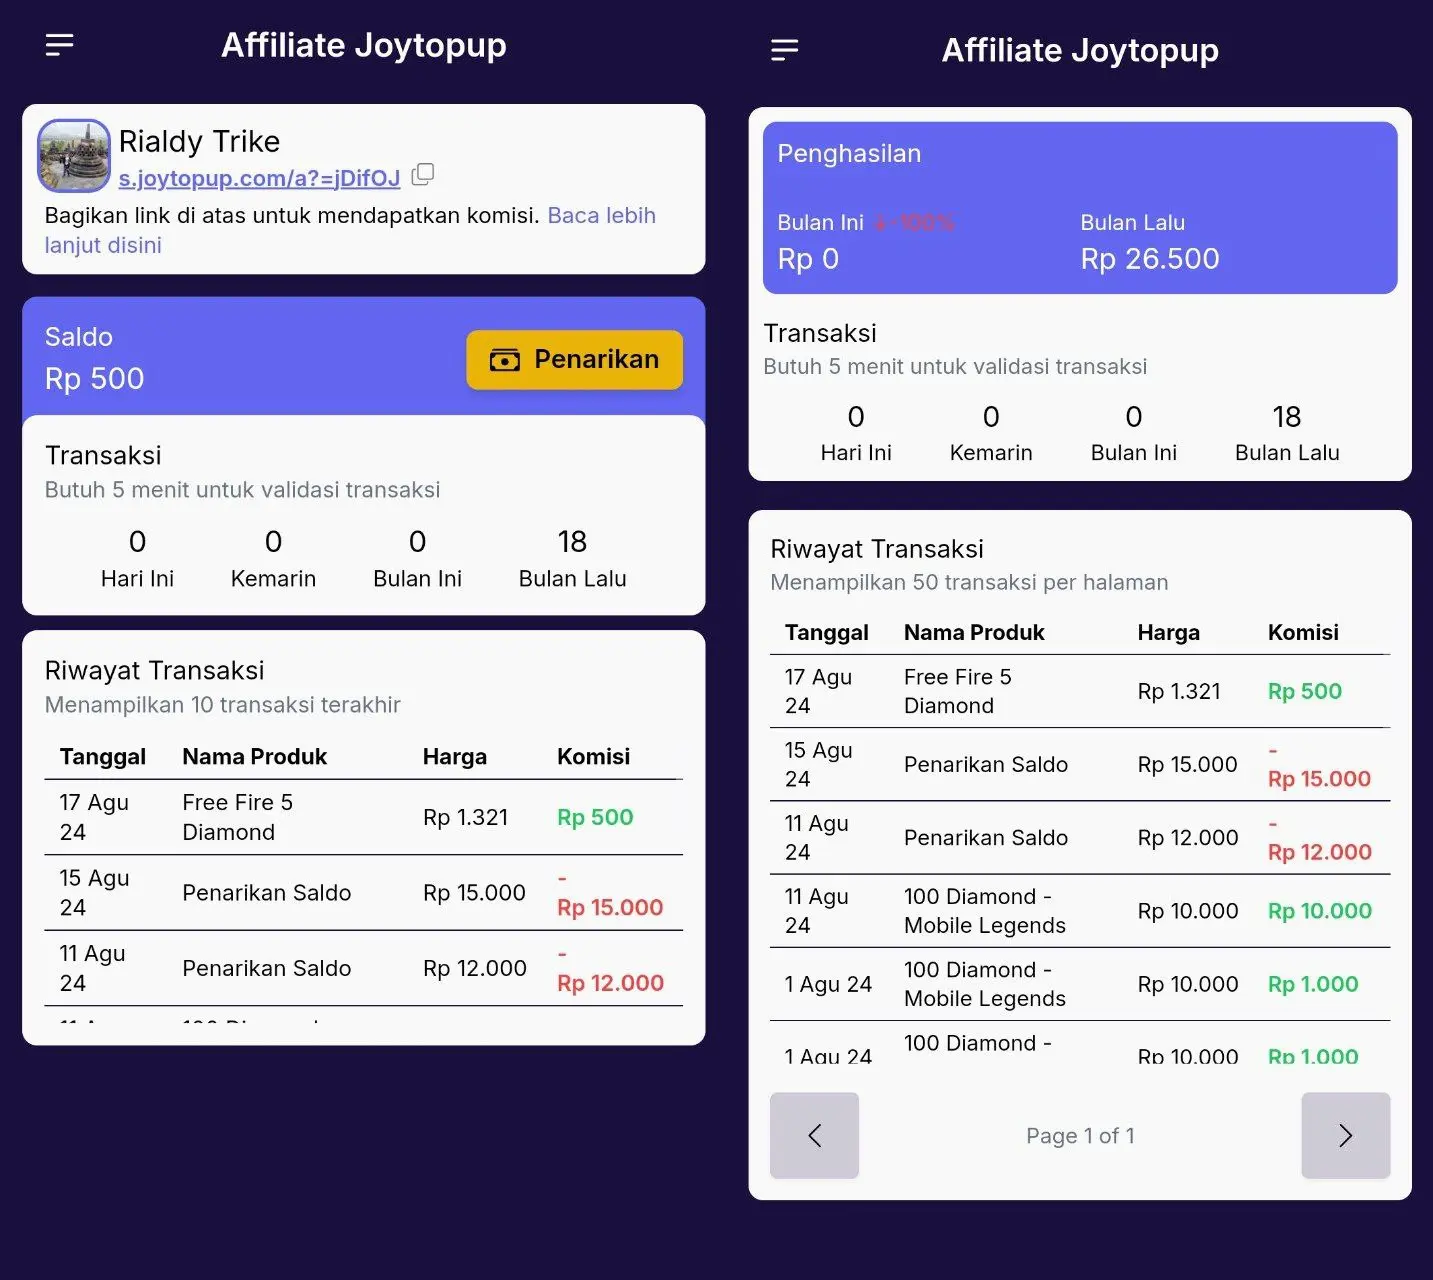 Affiliate Joytopup
Rialdy Trike
s.joytopup.com/a?=jDifOJ
Bagikan link di atas untuk mendapatkan komisi. Baca lebih
lanjut disini
Saldo
Rp 500
Penarikan
Transaksi
Butuh 5 menit untuk validasi transaksi
0 0 0 18
Hari Ini Kemarin Bulan Ini Bulan Lalu
Riwayat Transaksi
Menampilkan 10 transaksi terakhir
Tanggal Nama Produk Harga Komisi
17 Agu Free Fire 5
24 Diamond Rp 1.321 Rp 500
15 Agu -
24 Penarikan Saldo Rp 15.000 Rp 15.000
11 Agu -
24 Penarikan Saldo Rp 12.000 Rp 12.000
Affiliate Joytopup
Penghasilan
Bulan Ini ↓-100% Bulan Lalu
Rp 0 Rp 26.500
Transaksi
Butuh 5 menit untuk validasi transaksi
0 0 0 18
Hari Ini Kemarin Bulan Ini Bulan Lalu
Riwayat Transaksi
Menampilkan 50 transaksi per halaman
Tanggal Nama Produk Harga Komisi
17 Agu Free Fire 5
24 Diamond Rp 1.321 Rp 500
15 Agu -
24 Penarikan Saldo Rp 15.000 Rp 15.000
11 Agu -
24 Penarikan Saldo Rp 12.000 Rp 12.000
11 Agu 100 Diamond -
24 Mobile Legends Rp 10.000 Rp 10.000
1 Agu 24 100 Diamond -
Mobile Legends Rp 10.000 Rp 1.000
100 Diamond -
1 Agu 24 Rp 10.000 Rp 1.000
Page 1 of 1